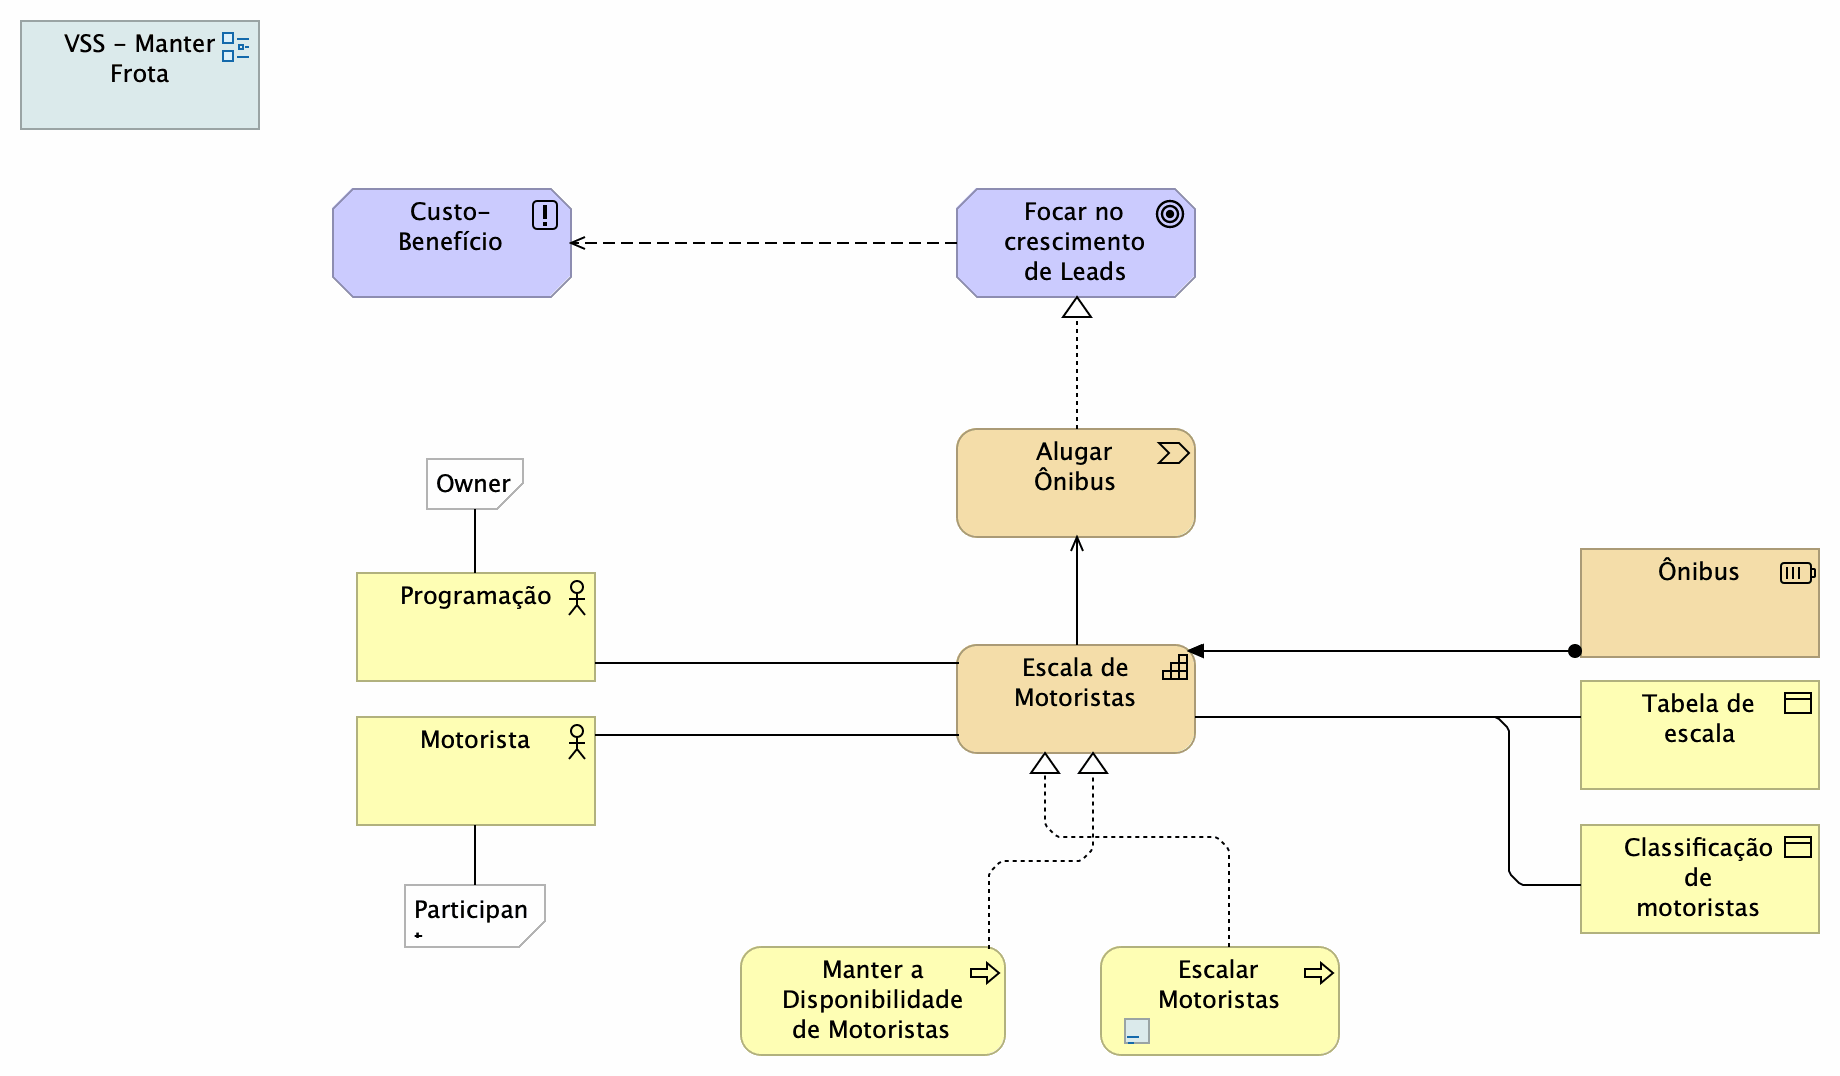 VSS - Manter
Frota
Custo-
Benefício
Focar no
crescimento
de Leads
Alugar
Ônibus
Owner
Programação
Ônibus
Escala de
Motoristas
Tabela de
escala
Motorista
Classificação
de
motoristas
Participan
t
Manter a
Disponibilidade
de Motoristas
Escalar
Motoristas